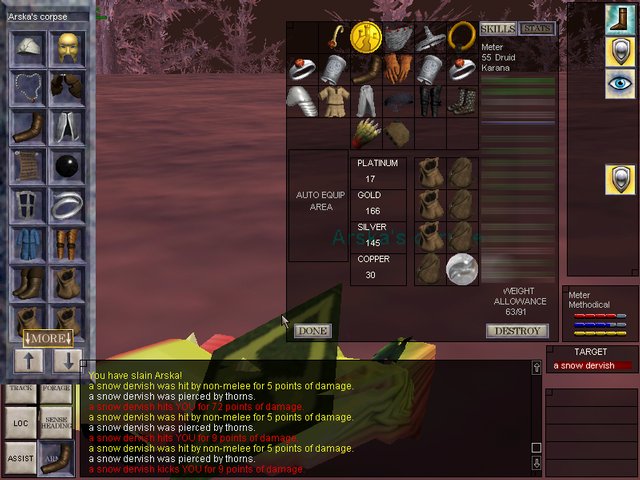 Arska's corpse
SKILLS STATS
Meter
55 Druid
Karana
AUTO EQUIP
AREA
PLATINUM
17
GOLD
166
SILVER
145
COPPER
30
Arska's corpse
WEIGHT
ALLOWANCE
63/91
DONE
DESTROY
Meter
Methodical
TARGET
a snow dervish
MORE
TRACK
FORAGE
LOC
SENSE
HEADING
ASSIST
You have slain Arska!
a snow dervish was hit by non-melee for 5 points of damage.
a snow dervish was pierced by thorns.
a snow dervish hits YOU for 72 points of damage.
a snow dervish was hit by non-melee for 5 points of damage.
a snow dervish was pierced by thorns.
a snow dervish hits YOU for 9 points of damage.
a snow dervish was hit by non-melee for 5 points of damage.
a snow dervish was pierced by thorns.
a snow dervish kicks YOU for 9 points of damage.